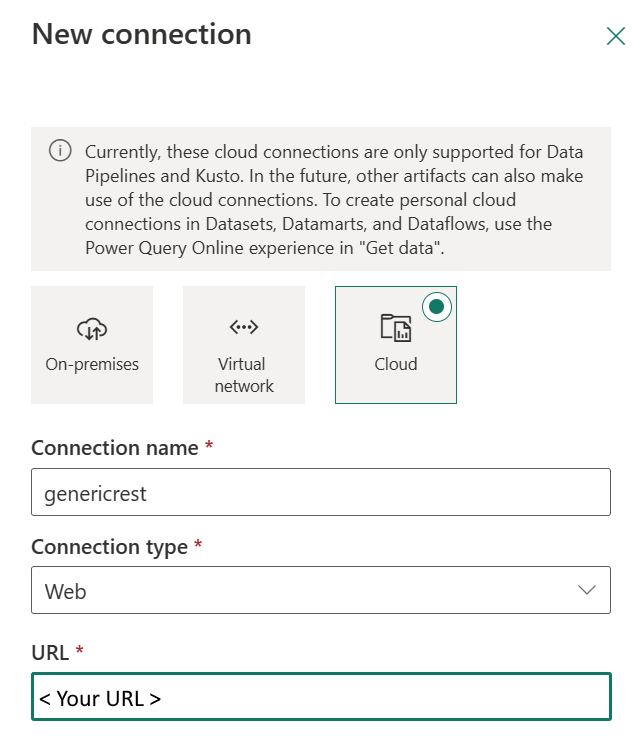 New connection
Currently, these cloud connections are only supported for Data
Pipelines and Kusto. In the future, other artifacts can also make
use of the cloud connections. To create personal cloud
connections in Datasets, Datamarts, and Dataflows, use the
Power Query Online experience in "Get data".
On-premises
Virtual
network
Cloud
Connection name *
genericrest
Connection type *
Web
URL *
< Your URL >